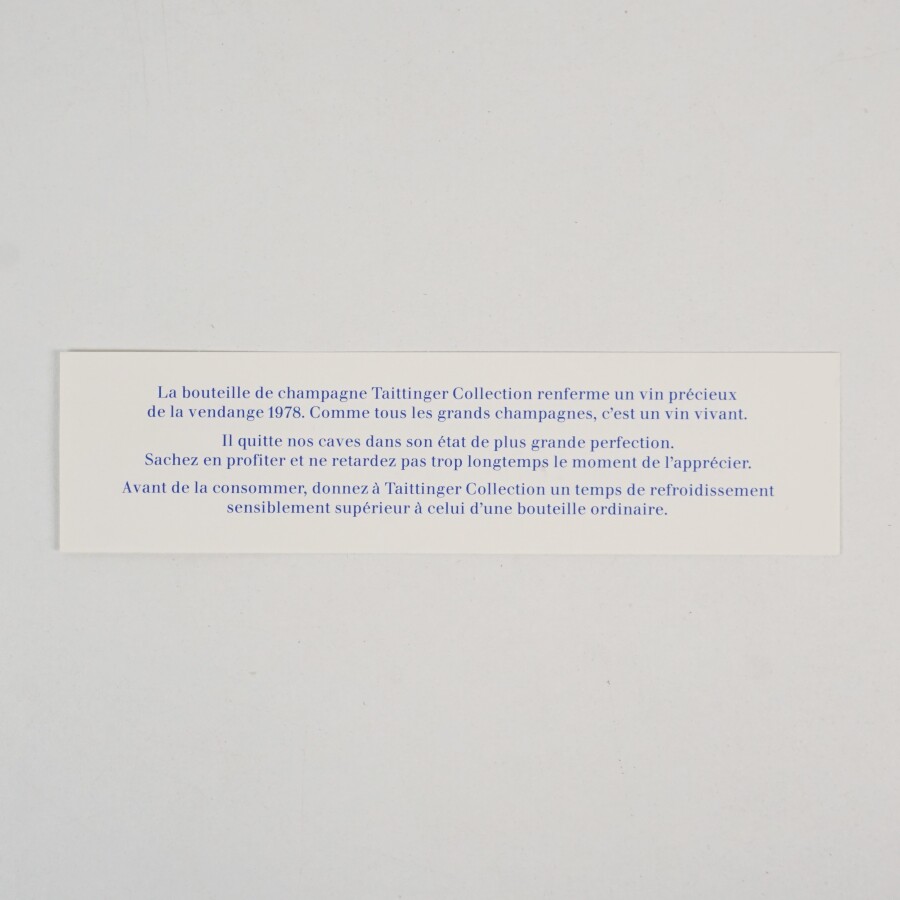 La bouteille de champagne Taittinger Collection renferme un vin précieux
de la vendange 1978. Comme tous les grands champagnes, c'est un vin vivant.
Il quitte nos caves dans son état de plus grande perfection.
Sachez en profiter et ne retardez pas trop longtemps le moment de l'apprécier.
Avant de la consommer, donnez à Taittinger Collection un temps de refroidissement
sensiblement supérieur à celui d'une bouteille ordinaire.